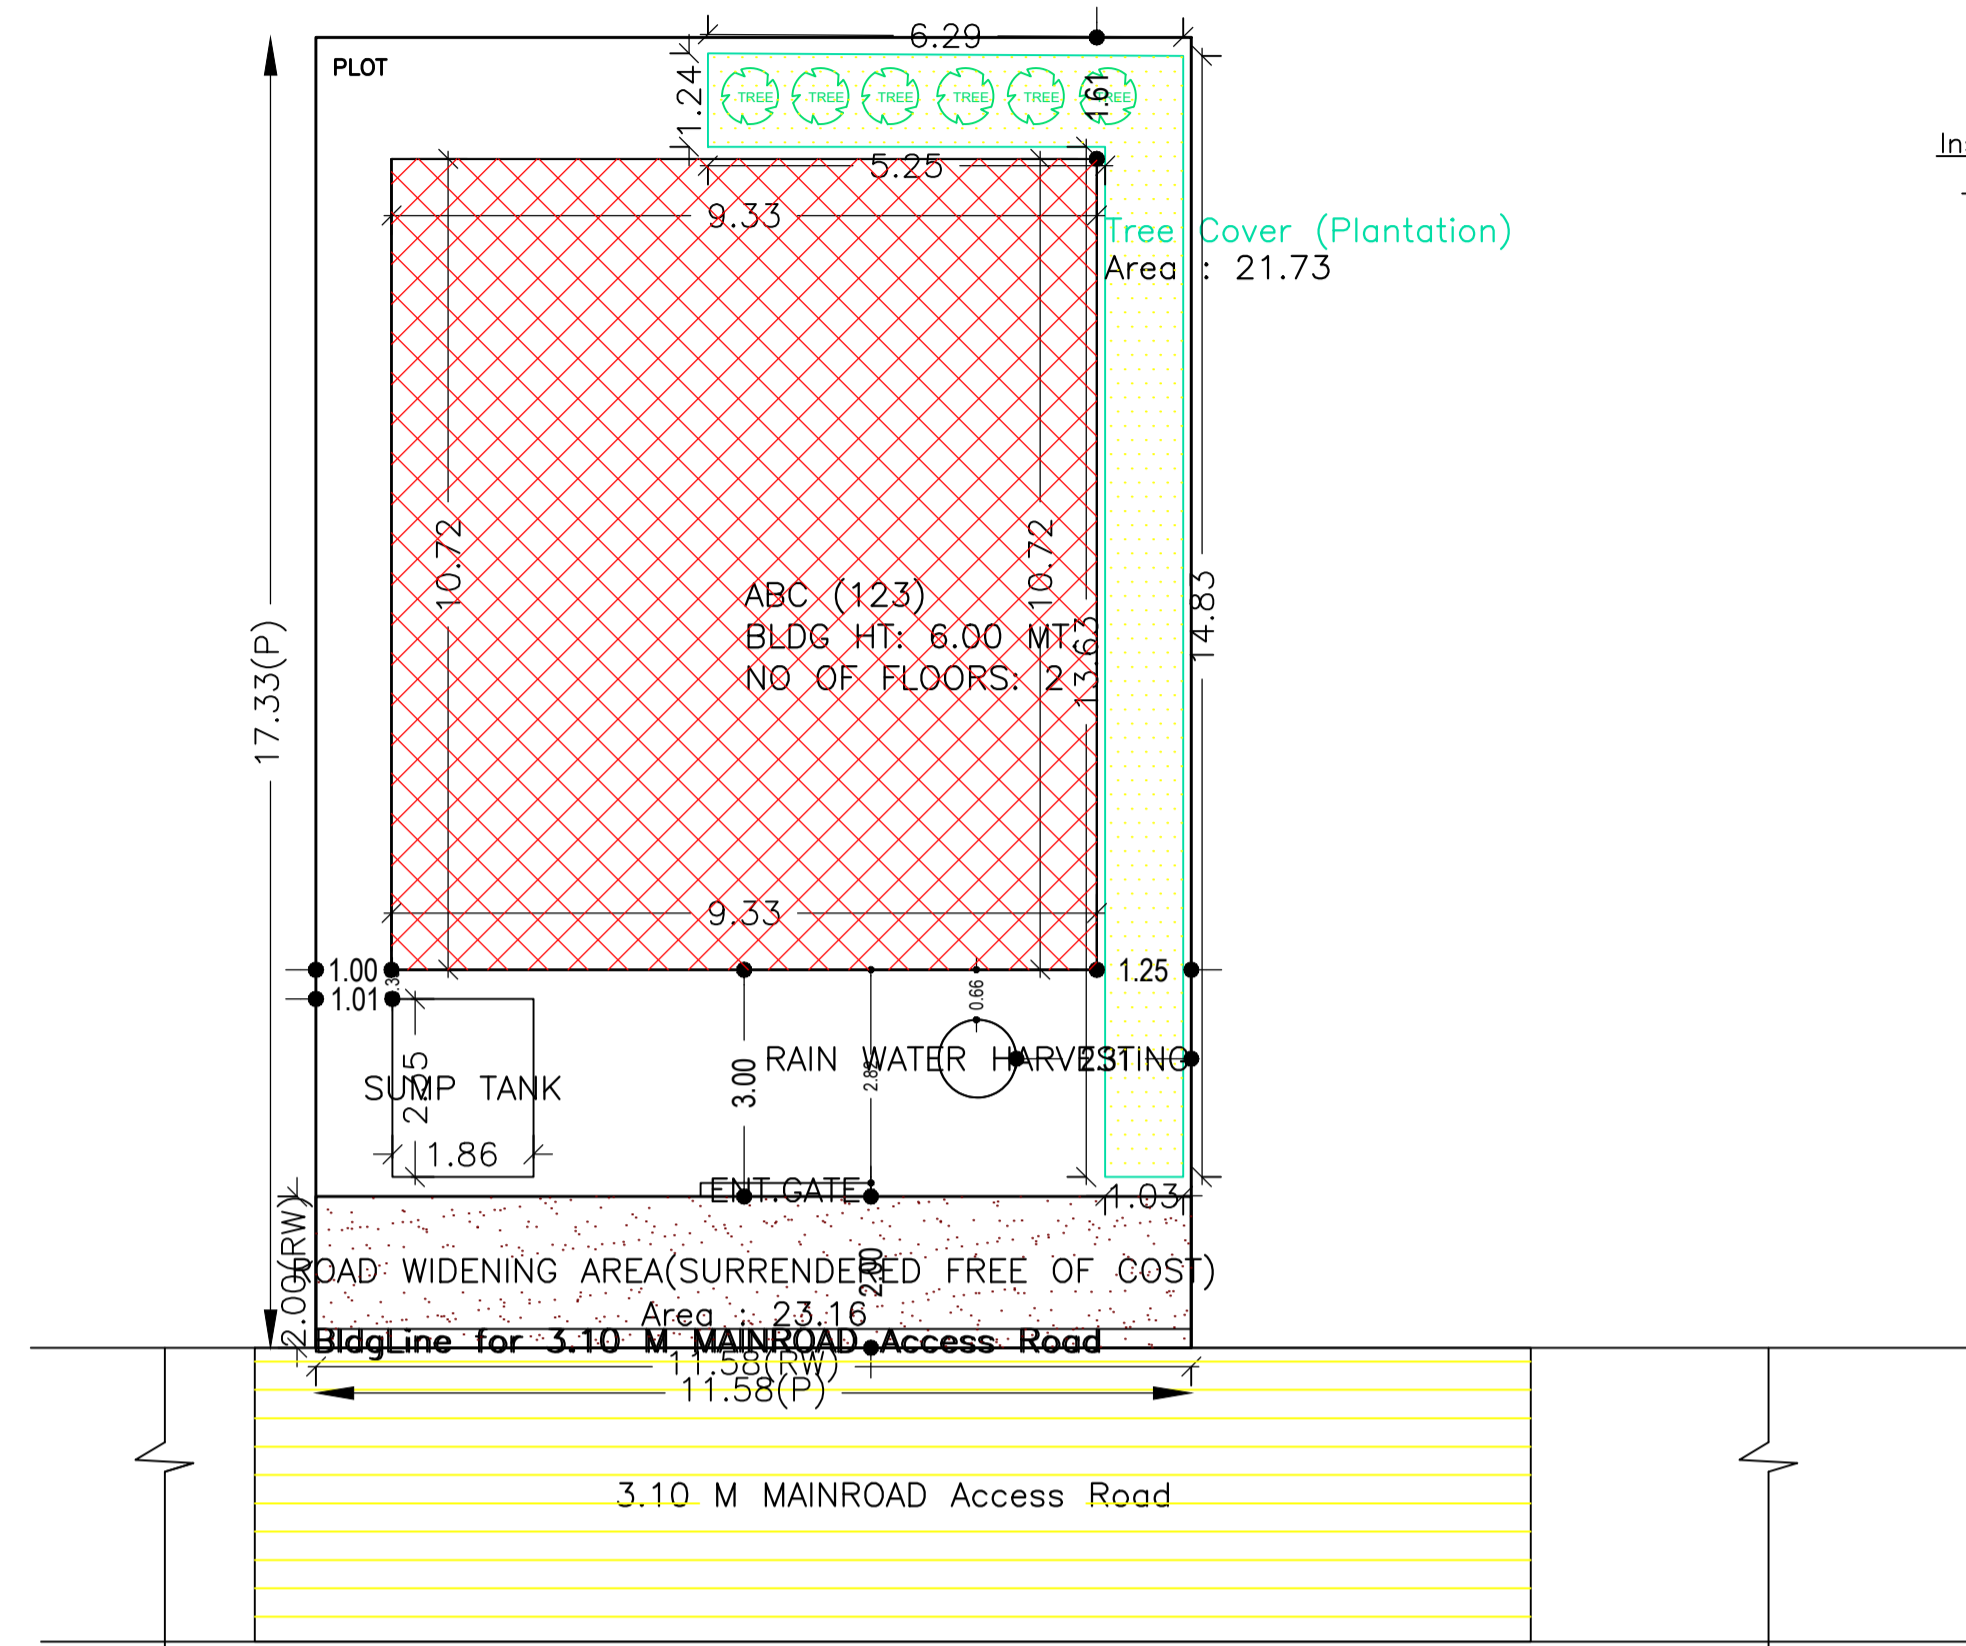 6.29
PLOT
1.24
TREE TREE TREE TREE TREE TREE
1.61
5.25
9.33
Tree Cover (Plantation)
Area : 21.73
10.72
10.72
14.83
ABC (123)
BLDG HT: 6.00 MT.
NO OF FLOORS: 2
13.63
17.33(P)
9.33
1.00
1.25
1.01
0.66
RAIN WATER HARVESTING
2.31
3.00
2.82
SUMP TANK
2.35
1.86
ENT.GATE
1.03
2.00(RW)
ROAD WIDENING AREA(SURRENDERED FREE OF COST)
2.00
Area : 23.16
BldgLine for 3.10 M MAINROAD Access Road
11.58(RW)
11.58(P)
3.10 M MAINROAD Access Road